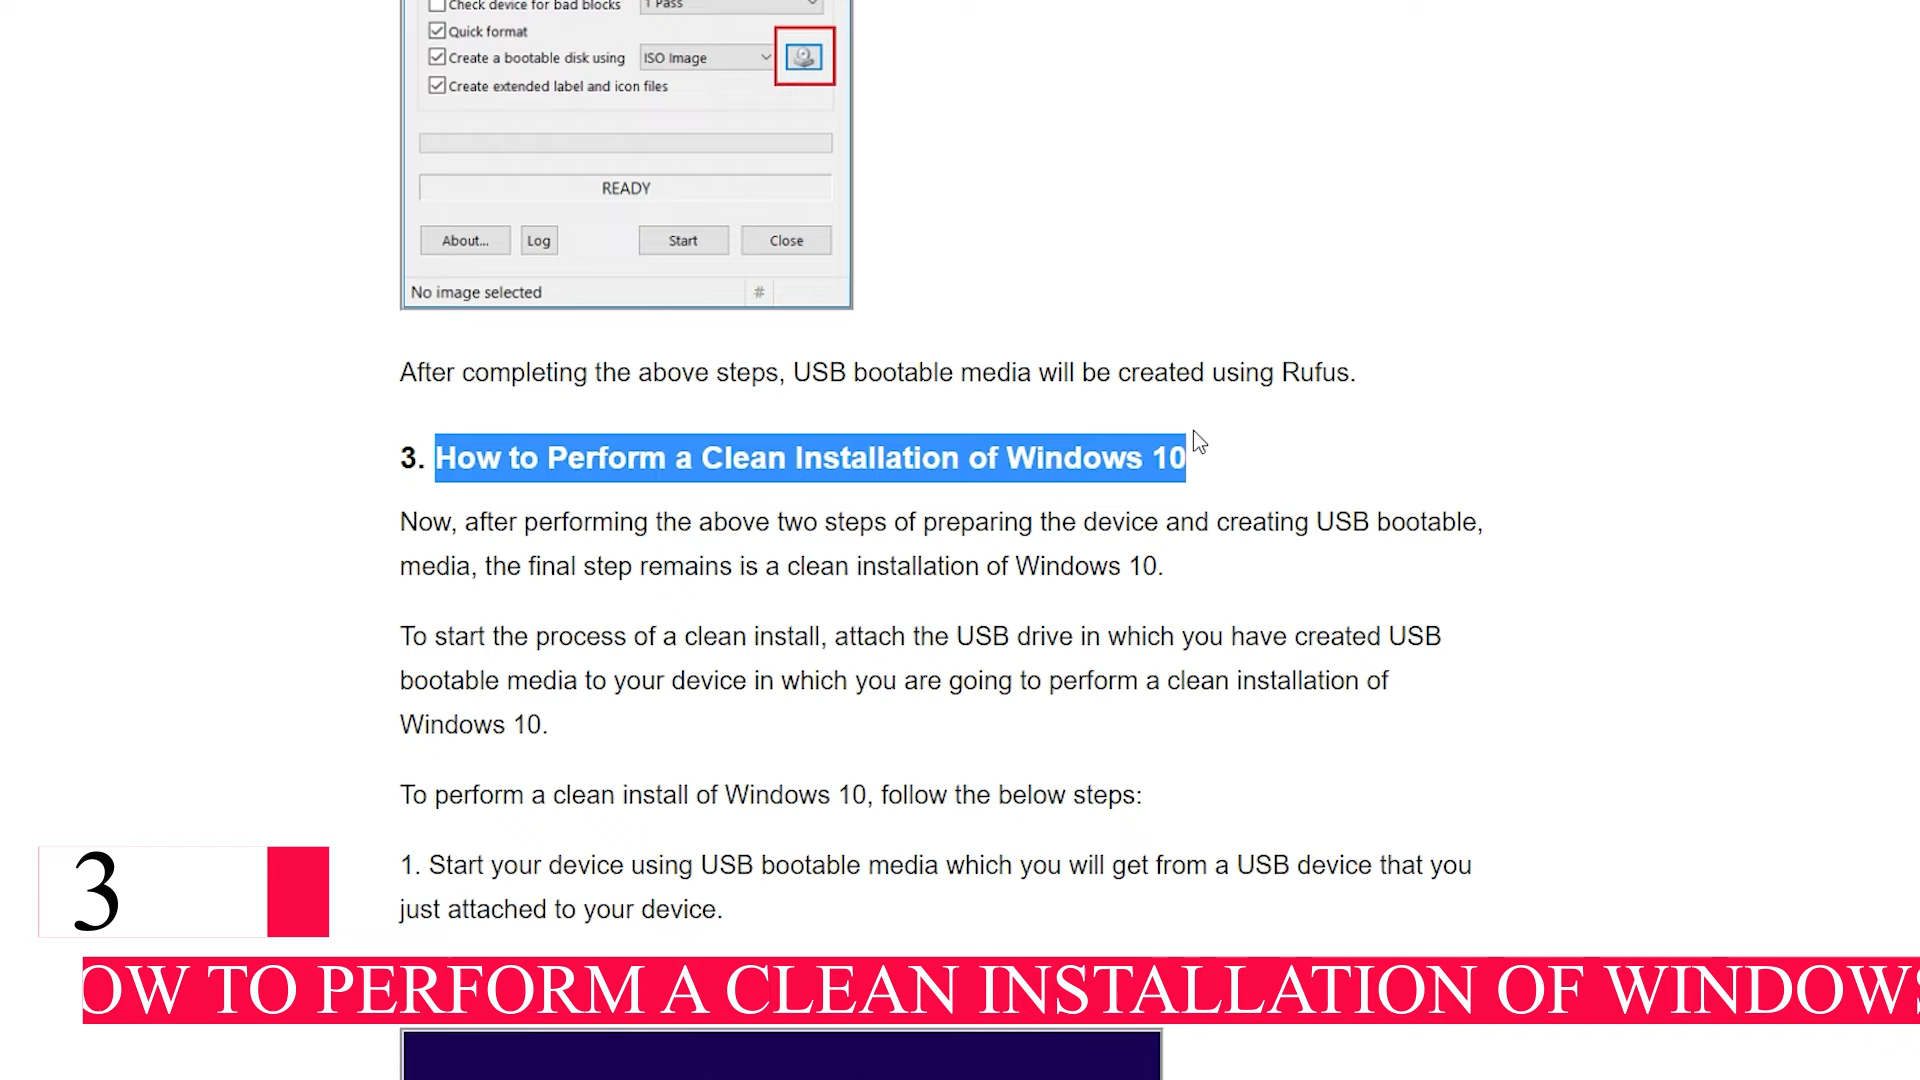 Check device for bad blocks 1 Pass
Quick format
Create a bootable disk using ISO Image
Create extended label and icon files
READY
About... Log Start Close
No image selected #
After completing the above steps, USB bootable media will be created using Rufus.
3. How to Perform a Clean Installation of Windows 10
Now, after performing the above two steps of preparing the device and creating USB bootable,
media, the final step remains is a clean installation of Windows 10.
To start the process of a clean install, attach the USB drive in which you have created USB
bootable media to your device in which you are going to perform a clean installation of
Windows 10.
To perform a clean install of Windows 10, follow the below steps:
1. Start your device using USB bootable media which you will get from a USB device that you
just attached to your device.
3
OW TO PERFORM A CLEAN INSTALLATION OF WINDOWS